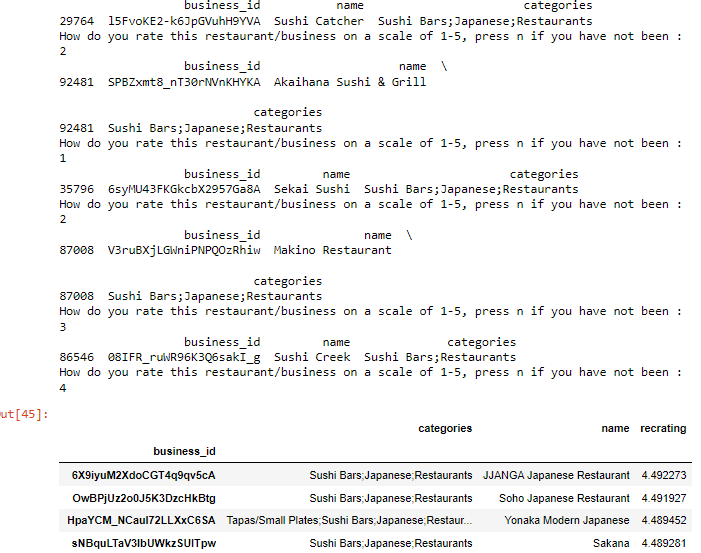 business_id name categories
29764 l5FvoKE2-k6JpGVuhH9YVA Sushi Catcher Sushi Bars;Japanese;Restaurants
How do you rate this restaurant/business on a scale of 1-5, press n if you have not been :
2
business_id name \
92481 SPBZxmt8_nT30rNVnKHYKA Akaihana Sushi & Grill
categories
92481 Sushi Bars;Japanese;Restaurants
How do you rate this restaurant/business on a scale of 1-5, press n if you have not been :
1
business_id name categories
35796 6syMU43FKGkcbX2957Ga8A Sekai Sushi Sushi Bars;Japanese;Restaurants
How do you rate this restaurant/business on a scale of 1-5, press n if you have not been :
2
business_id name \
87008 V3ruBXjLGWniPNPQOzRhiw Makino Restaurant
categories
87008 Sushi Bars;Japanese;Restaurants
How do you rate this restaurant/business on a scale of 1-5, press n if you have not been :
3
business_id name categories
86546 08IFR_ruWR96K3Q6sakI_g Sushi Creek Sushi Bars;Restaurants
How do you rate this restaurant/business on a scale of 1-5, press n if you have not been :
4
ut[45]:
categories name recrating
business_id
6X9iyuM2XdoCGT4q9qv5cA Sushi Bars;Japanese;Restaurants JJANGA Japanese Restaurant 4.492273
OwBPjUz2o0J5K3DzcHkBtg Sushi Bars;Japanese;Restaurants Soho Japanese Restaurant 4.491927
HpaYCM_NCauI72LLXxC6SA Tapas/Small Plates;Sushi Bars;Japanese;Restaur... Yonaka Modern Japanese 4.489452
sNBquLTaV3IbUWkzSUlTpw Sushi Bars;Japanese;Restaurants Sakana 4.489281